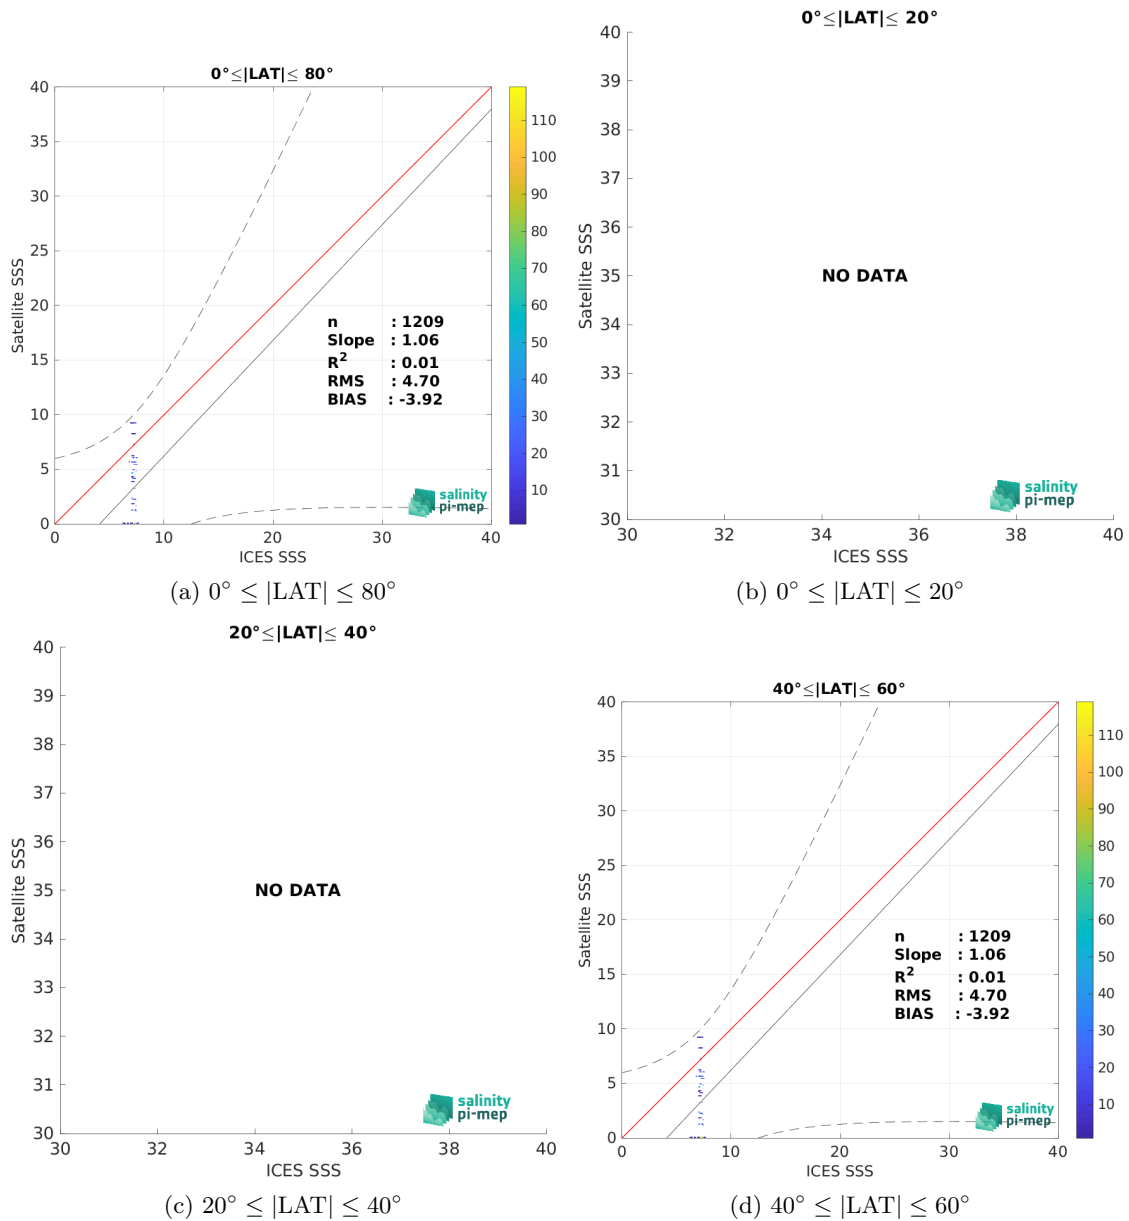 0°≤|LAT|≤ 80°
40
35
30
25
20
15
10
5
0
0
10
20
30
40
Satellite SSS
ICES SSS
n : 1209
Slope : 1.06
R2 : 0.01
RMS : 4.70
BIAS : -3.92
salinity
pi-mep
110
100
90
80
70
60
50
40
30
20
10
(a) 0° ≤ |LAT| ≤ 80°
0°≤|LAT|≤ 20°
40
39
38
37
36
35
34
33
32
31
30
30
32
34
36
38
40
Satellite SSS
ICES SSS
NO DATA
salinity
pi-mep
(b) 0° ≤ |LAT| ≤ 20°
20°≤|LAT|≤ 40°
40
39
38
37
36
35
34
33
32
31
30
30
32
34
36
38
40
Satellite SSS
ICES SSS
NO DATA
salinity
pi-mep
(c) 20° ≤ |LAT| ≤ 40°
40°≤|LAT|≤ 60°
40
35
30
25
20
15
10
5
0
0
10
20
30
40
Satellite SSS
ICES SSS
n : 1209
Slope : 1.06
R2 : 0.01
RMS : 4.70
BIAS : -3.92
salinity
pi-mep
110
100
90
80
70
60
50
40
30
20
10
(d) 40° ≤ |LAT| ≤ 60°